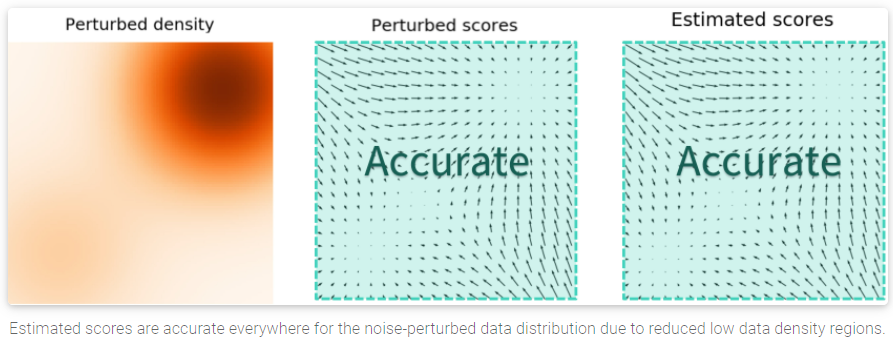 Perturbed density
Perturbed scores
Estimated scores
Accurate
Accurate
Estimated scores are accurate everywhere for the noise-perturbed data distribution due to reduced low data density regions.